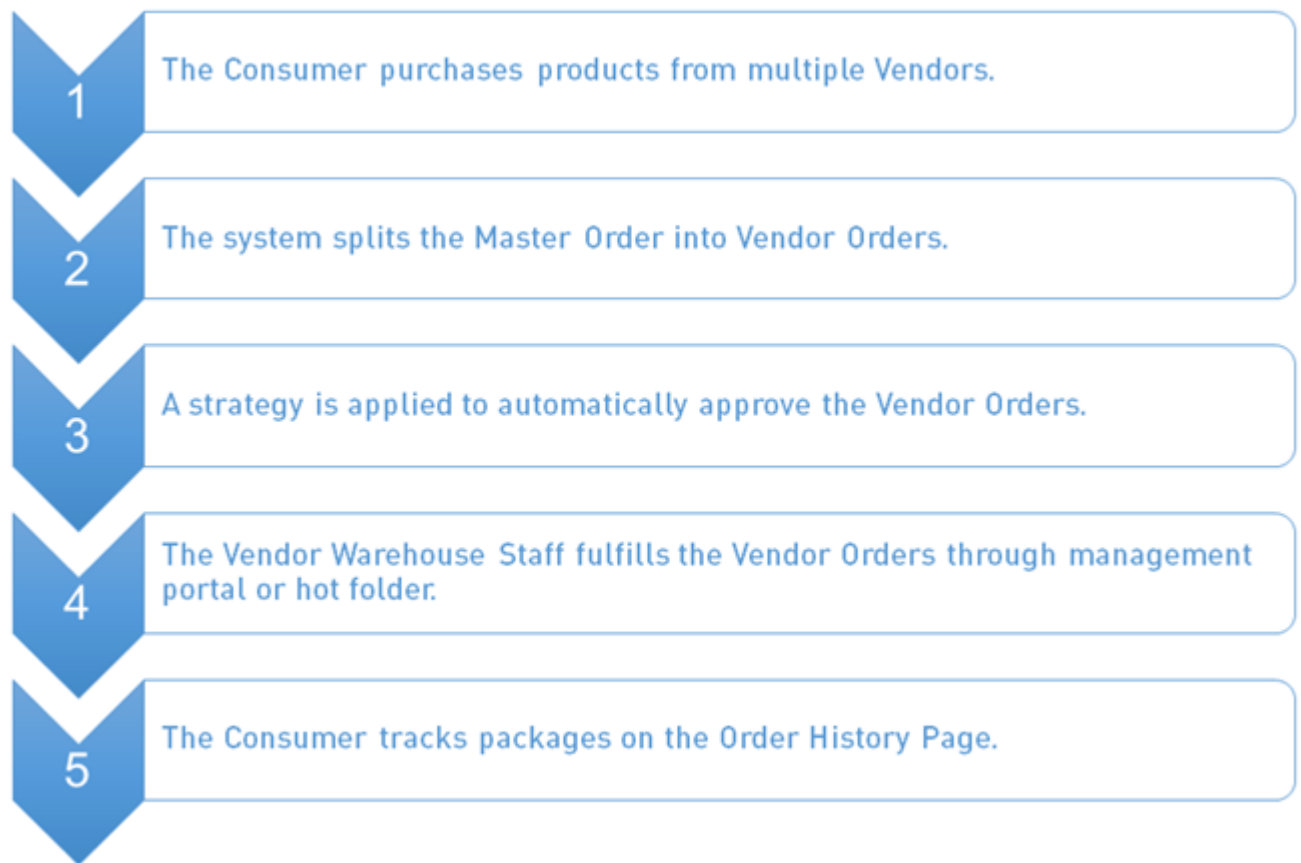 1
The Consumer purchases products from multiple Vendors.
2
The system splits the Master Order into Vendor Orders.
3
A strategy is applied to automatically approve the Vendor Orders.
4
The Vendor Warehouse Staff fulfills the Vendor Orders through management
portal or hot folder.
5
The Consumer tracks packages on the Order History Page.